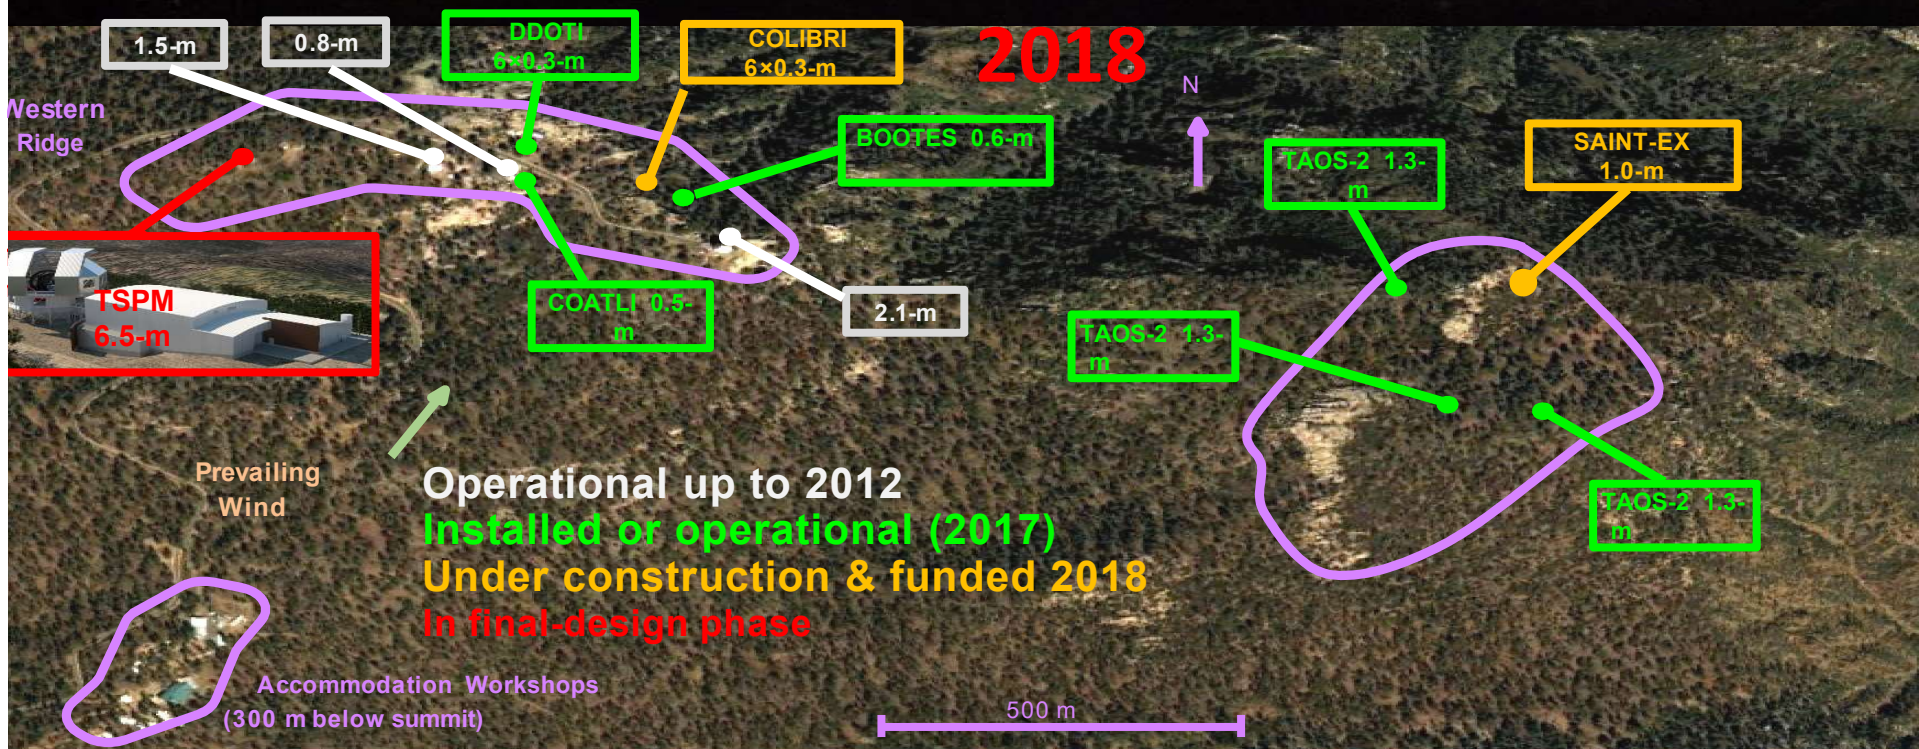 1.5-m
0.8-m
DDOTI
6×0.3-m
COLIBRI
6×0.3-m
2018
Western
Ridge
BOOTES 0.6-m
N
TAOS-2 1.3-
m
SAINT-EX
1.0-m
TSPM
6.5-m
COATLI 0.5-
m
2.1-m
TAOS-2 1.3-
m
Prevailing
Wind
Operational up to 2012
Installed or operational (2017)
Under construction & funded 2018
In final-design phase
TAOS-2 1.3-
m
Accommodation Workshops
(300 m below summit)
500 m